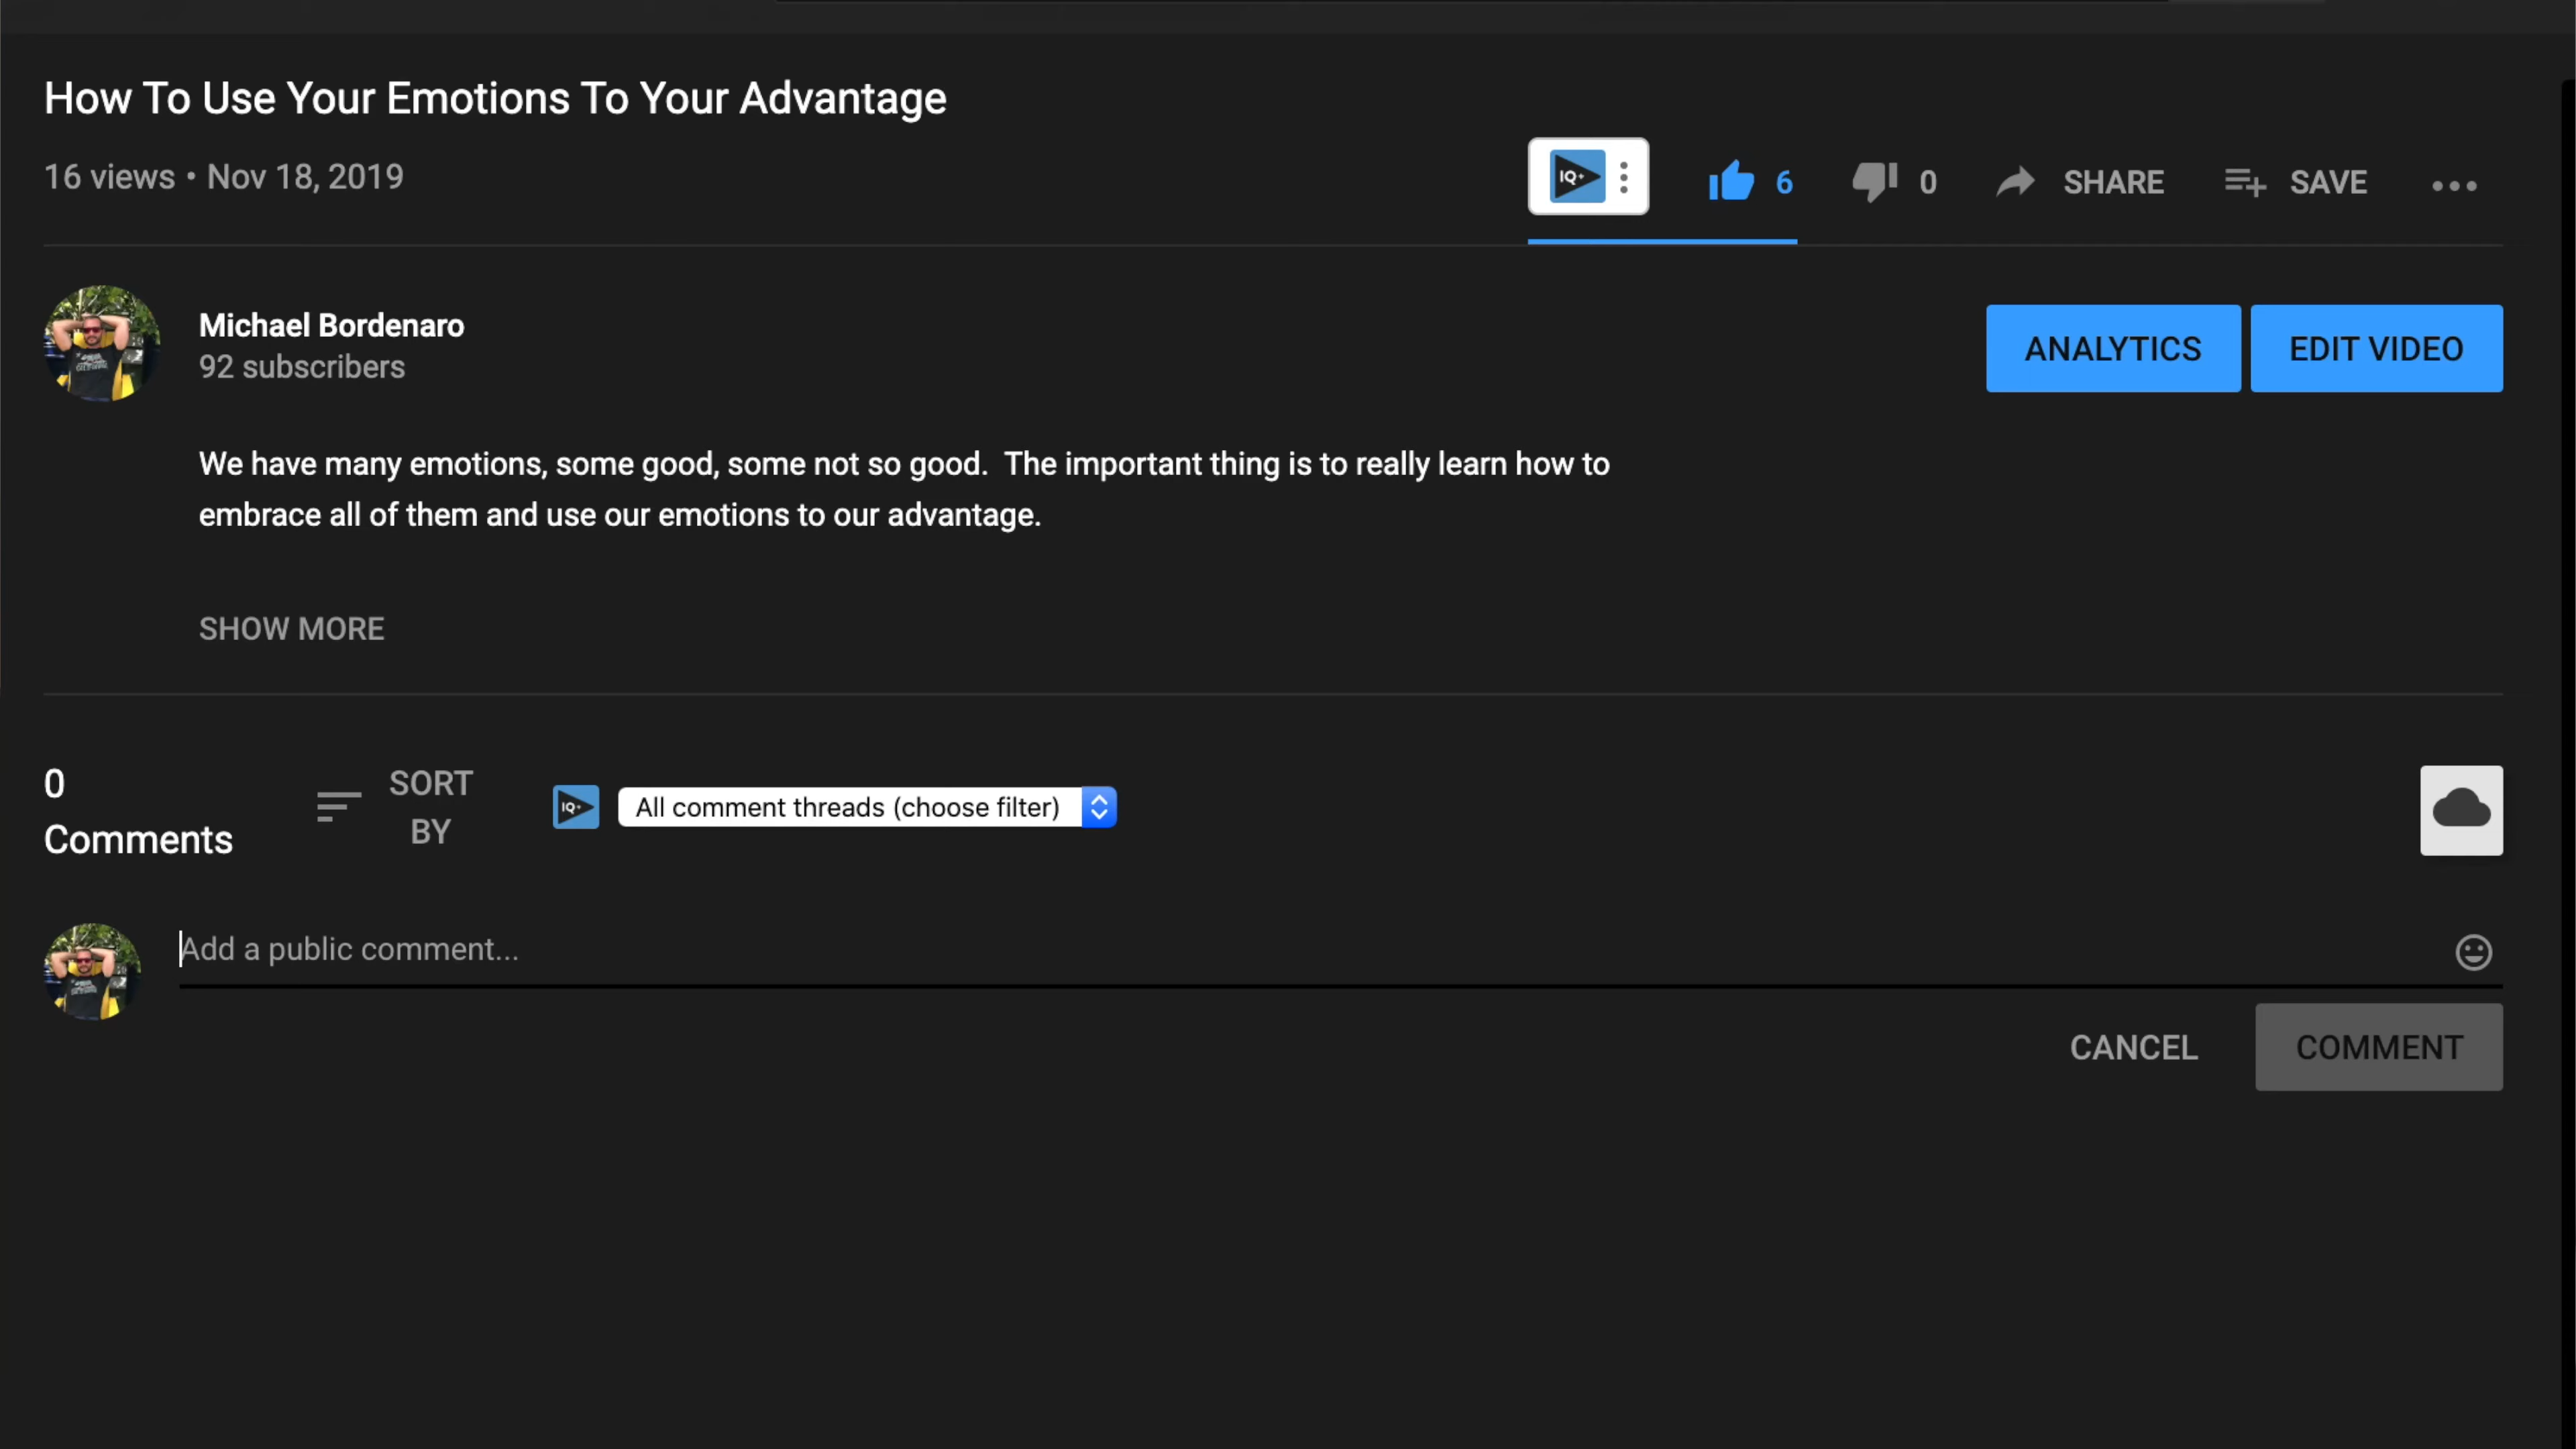 How To Use Your Emotions To Your Advantage
16 views • Nov 18, 2019
IQ+
6
0
SHARE
SAVE
Michael Bordenaro
92 subscribers
ANALYTICS
EDIT VIDEO
We have many emotions, some good, some not so good. The important thing is to really learn how to
embrace all of them and use our emotions to our advantage.
SHOW MORE
0
Comments
SORT
BY
IQ+
All comment threads (choose filter)
Add a public comment...
CANCEL
COMMENT